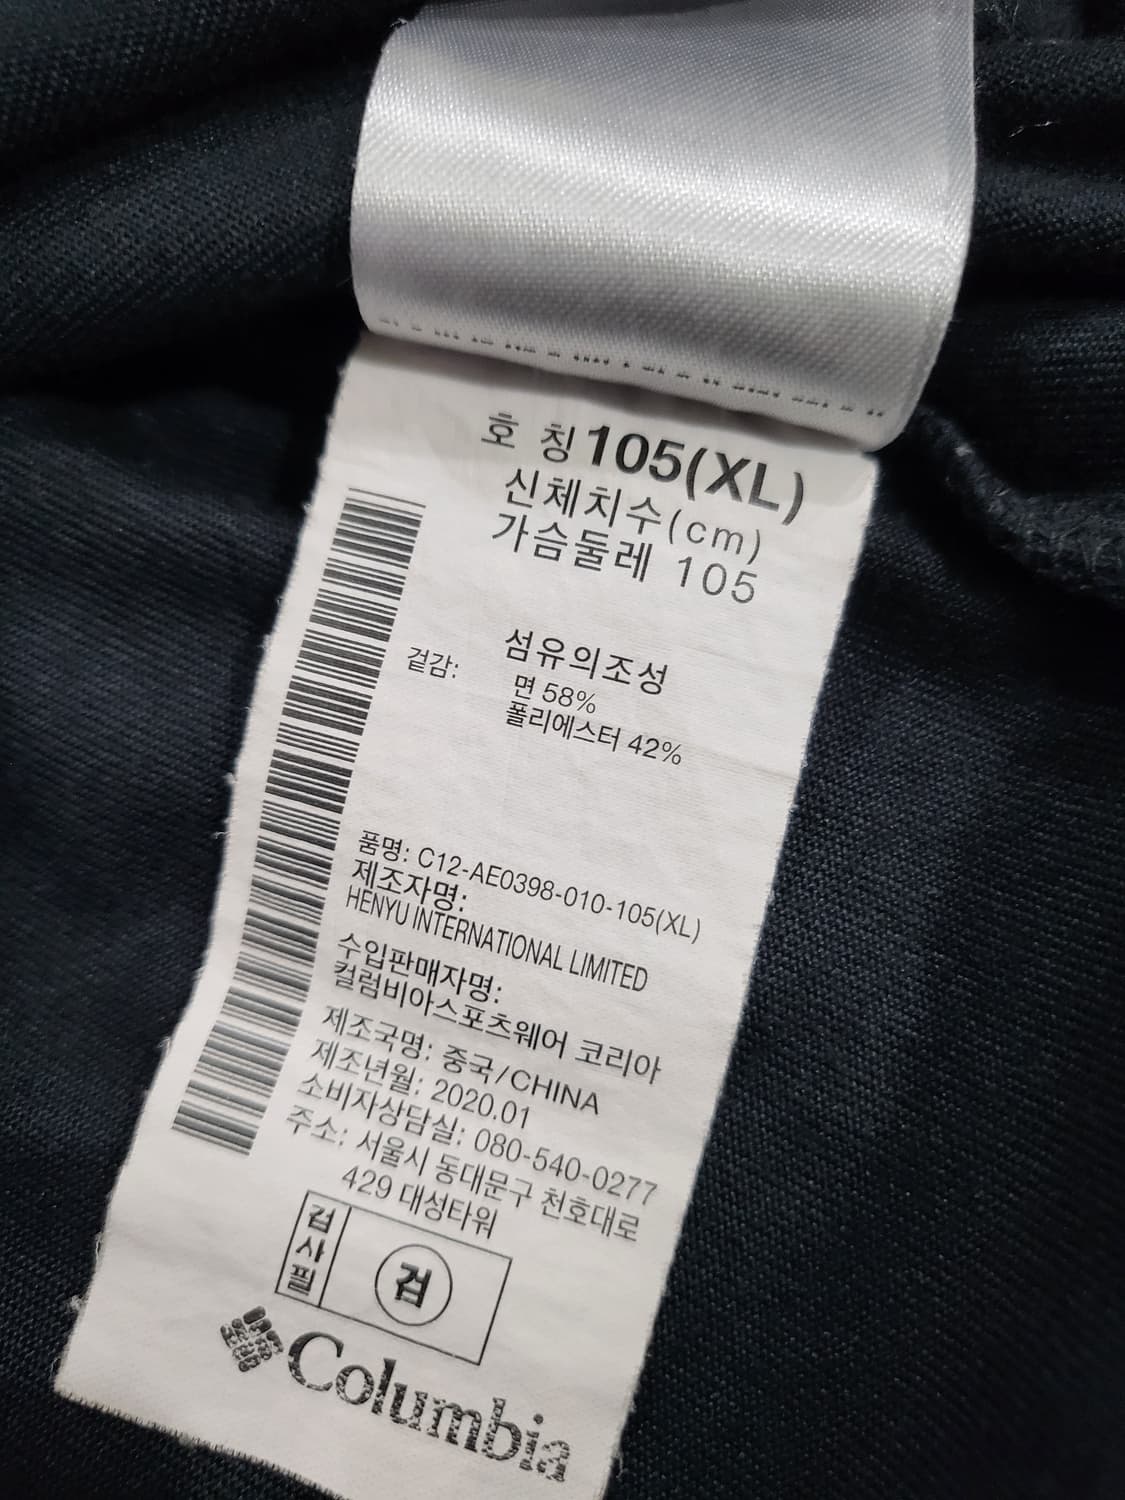 호 칭 105(XL)
신체치수(cm)
가슴둘레 105
섬유의조성
겉감: 면 58%
폴리에스터 42%
품명: C12-AE0398-010-105(XL)
제조자명:
HENYU INTERNATIONAL LIMITED
수입판매자명:
컬럼비아스포츠웨어 코리아
제조국명: 중국/CHINA
제조년월: 2020.01
소비자상담실: 080-540-0277
주소: 서울시 동대문구 천호대로
429 대성타워
검사필 검
Columbia